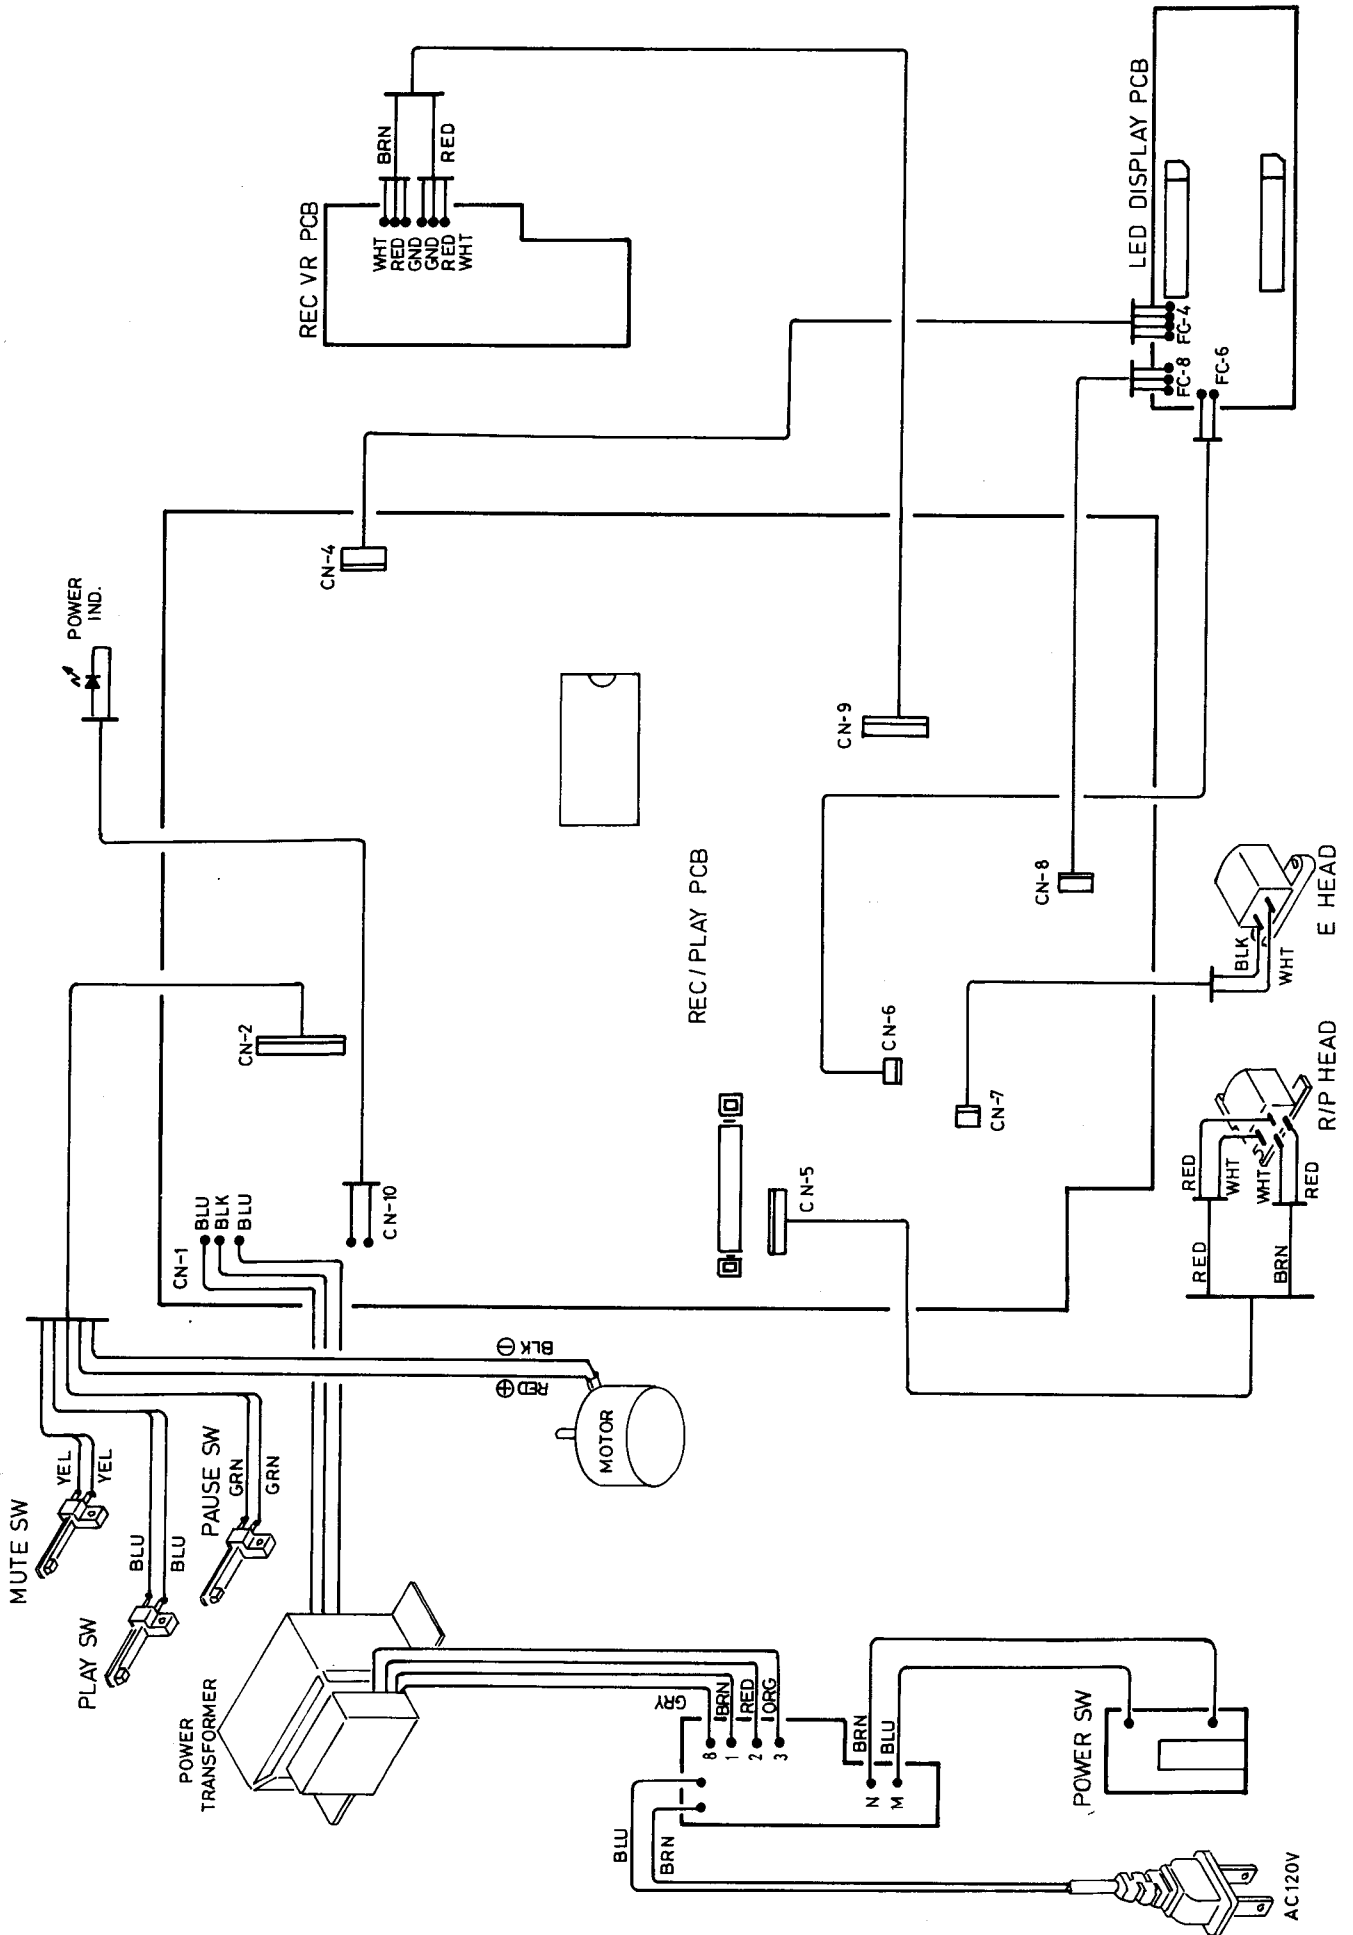 MUTE SW
YEL
YEL
PLAY SW
BLU
BLU
PAUSE SW
GRN
GRN
POWER
TRANSFORMER
CN-1
BLU
BLK
BLU
CN-2
CN-10
POWER
IND.
CN-4
REC VR PCB
WHT
RED
GND
GND
RED
WHT
BRN
RED
BLK ⊖
RED ⊕
MOTOR
REC/PLAY PCB
CN-5
CN-6
CN-7
CN-8
CN-9
LED DISPLAY PCB
FC-4
FC-8
FC-6
GRY
BRN
RED
ORG
8
1
2
3
BRN
BLU
N
M
BLU
BRN
POWER SW
AC120V
RED
BRN
RED
WHT
WHT
RED
R/P HEAD
BLK
WHT
E HEAD